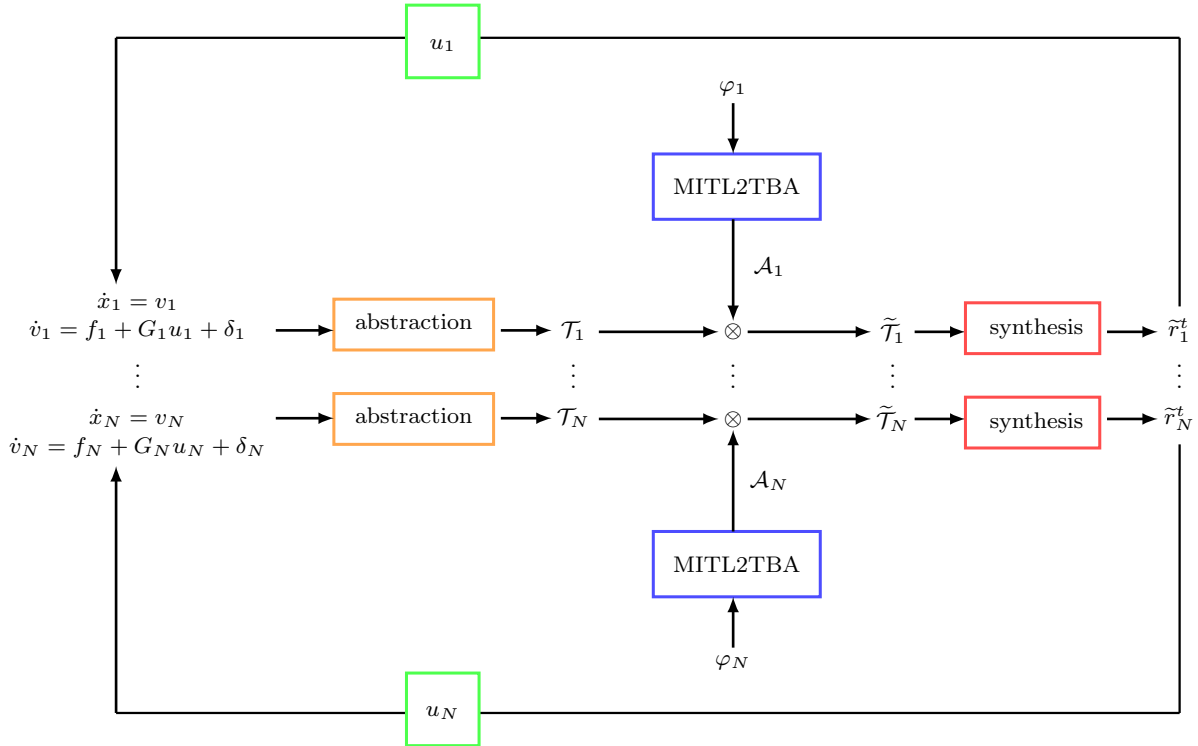 u₁
φ₁
MITL2TBA
𝒜₁
ẋ₁ = v₁
v̇₁ = f₁ + G₁u₁ + δ₁
abstraction
𝒯₁
⊗
𝒯̃₁
synthesis
r̃₁ᵗ
⋮ ⋮ ⋮ ⋮ ⋮
ẋ_N = v_N
v̇_N = f_N + G_N u_N + δ_N
abstraction
𝒯_N
⊗
𝒯̃_N
synthesis
r̃_Nᵗ
𝒜_N
MITL2TBA
φ_N
u_N